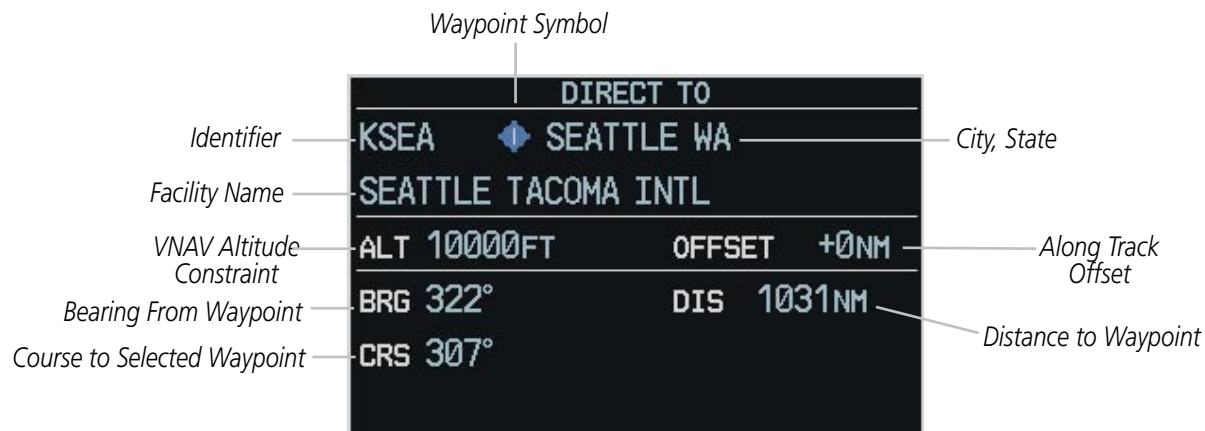 Waypoint Symbol
DIRECT TO
Identifier KSEA SEATTLE WA City, State
Facility Name SEATTLE TACOMA INTL
VNAV Altitude Constraint ALT 10000FT OFFSET +0NM Along Track Offset
Bearing From Waypoint BRG 322° DIS 1031NM Distance to Waypoint
Course to Selected Waypoint CRS 307°